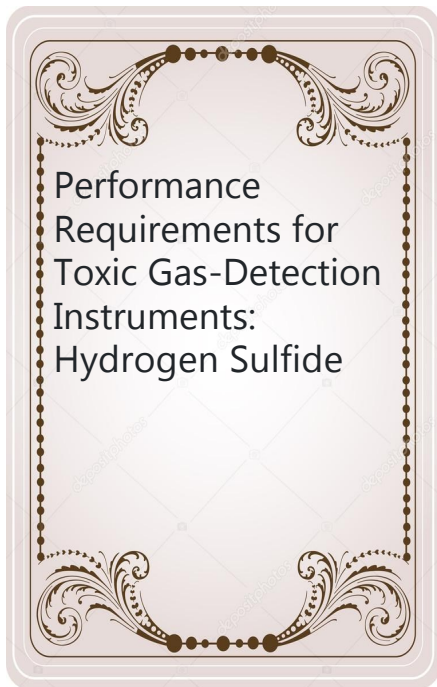 Performance
Requirements for
Toxic Gas-Detection
Instruments:
Hydrogen Sulfide